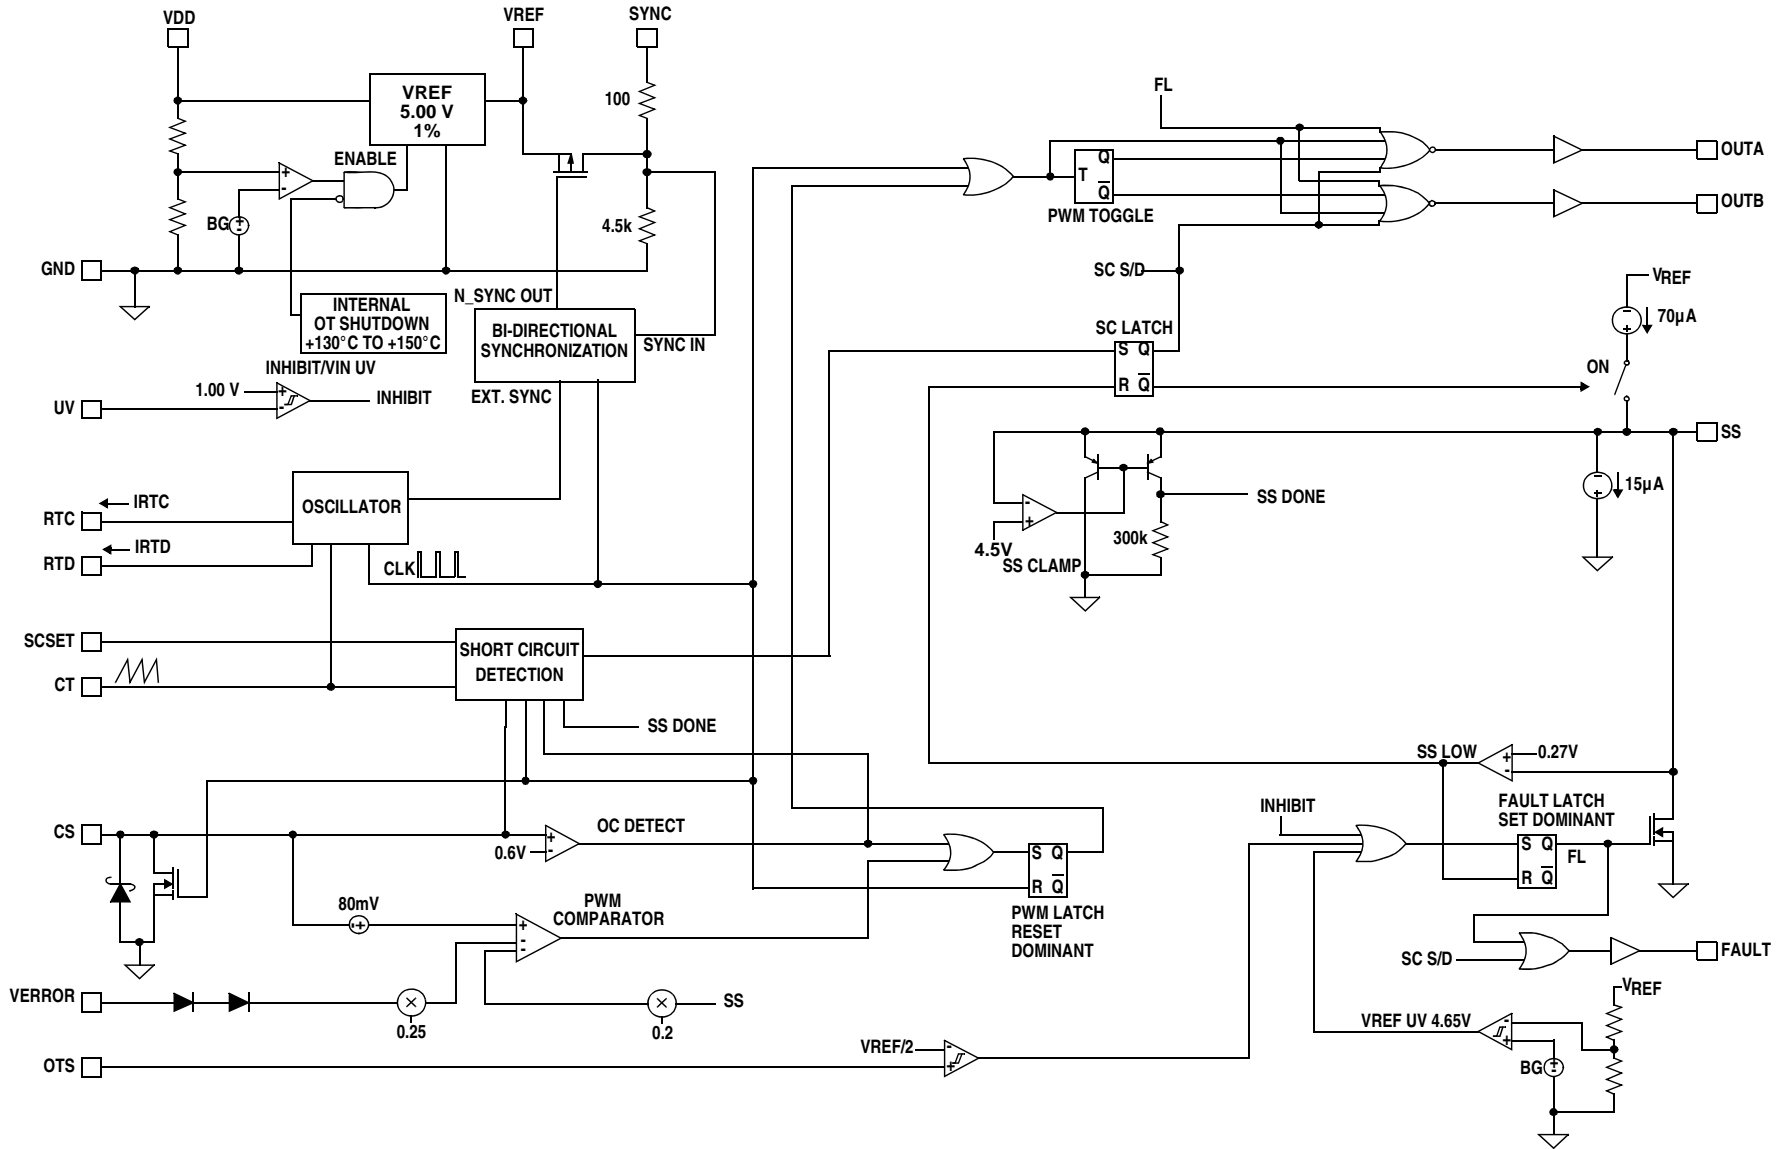 VDD
VREF
SYNC
VREF
5.00 V
1%
100
FL
ENABLE
+
-
BG
+
-
4.5k
T
Q
Q̅
PWM TOGGLE
OUTA
OUTB
GND
N_SYNC OUT
INTERNAL
OT SHUTDOWN
+130°C TO +150°C
BI-DIRECTIONAL
SYNCHRONIZATION
SYNC IN
EXT. SYNC
SC S/D
SC LATCH
S Q
R Q̅
VREF
70µA
-
+
ON
INHIBIT/VIN UV
1.00 V
+
-
INHIBIT
UV
SS
15µA
-
+
SS DONE
-
+
4.5V
SS CLAMP
300k
IRTC
RTC
OSCILLATOR
IRTD
RTD
CLK
SCSET
SHORT CIRCUIT
DETECTION
CT
SS DONE
SS LOW
+
-
0.27V
INHIBIT
FAULT LATCH
SET DOMINANT
S Q
FL
R Q̅
CS
+
-
0.6V
OC DETECT
S Q
R Q̅
PWM LATCH
RESET
DOMINANT
80mV
-+
PWM
COMPARATOR
+
-
-
SC S/D
FAULT
VERROR
×
0.25
×
0.2
SS
VREF
VREF UV 4.65V
-
+
BG
+
-
VREF/2
-
+
OTS